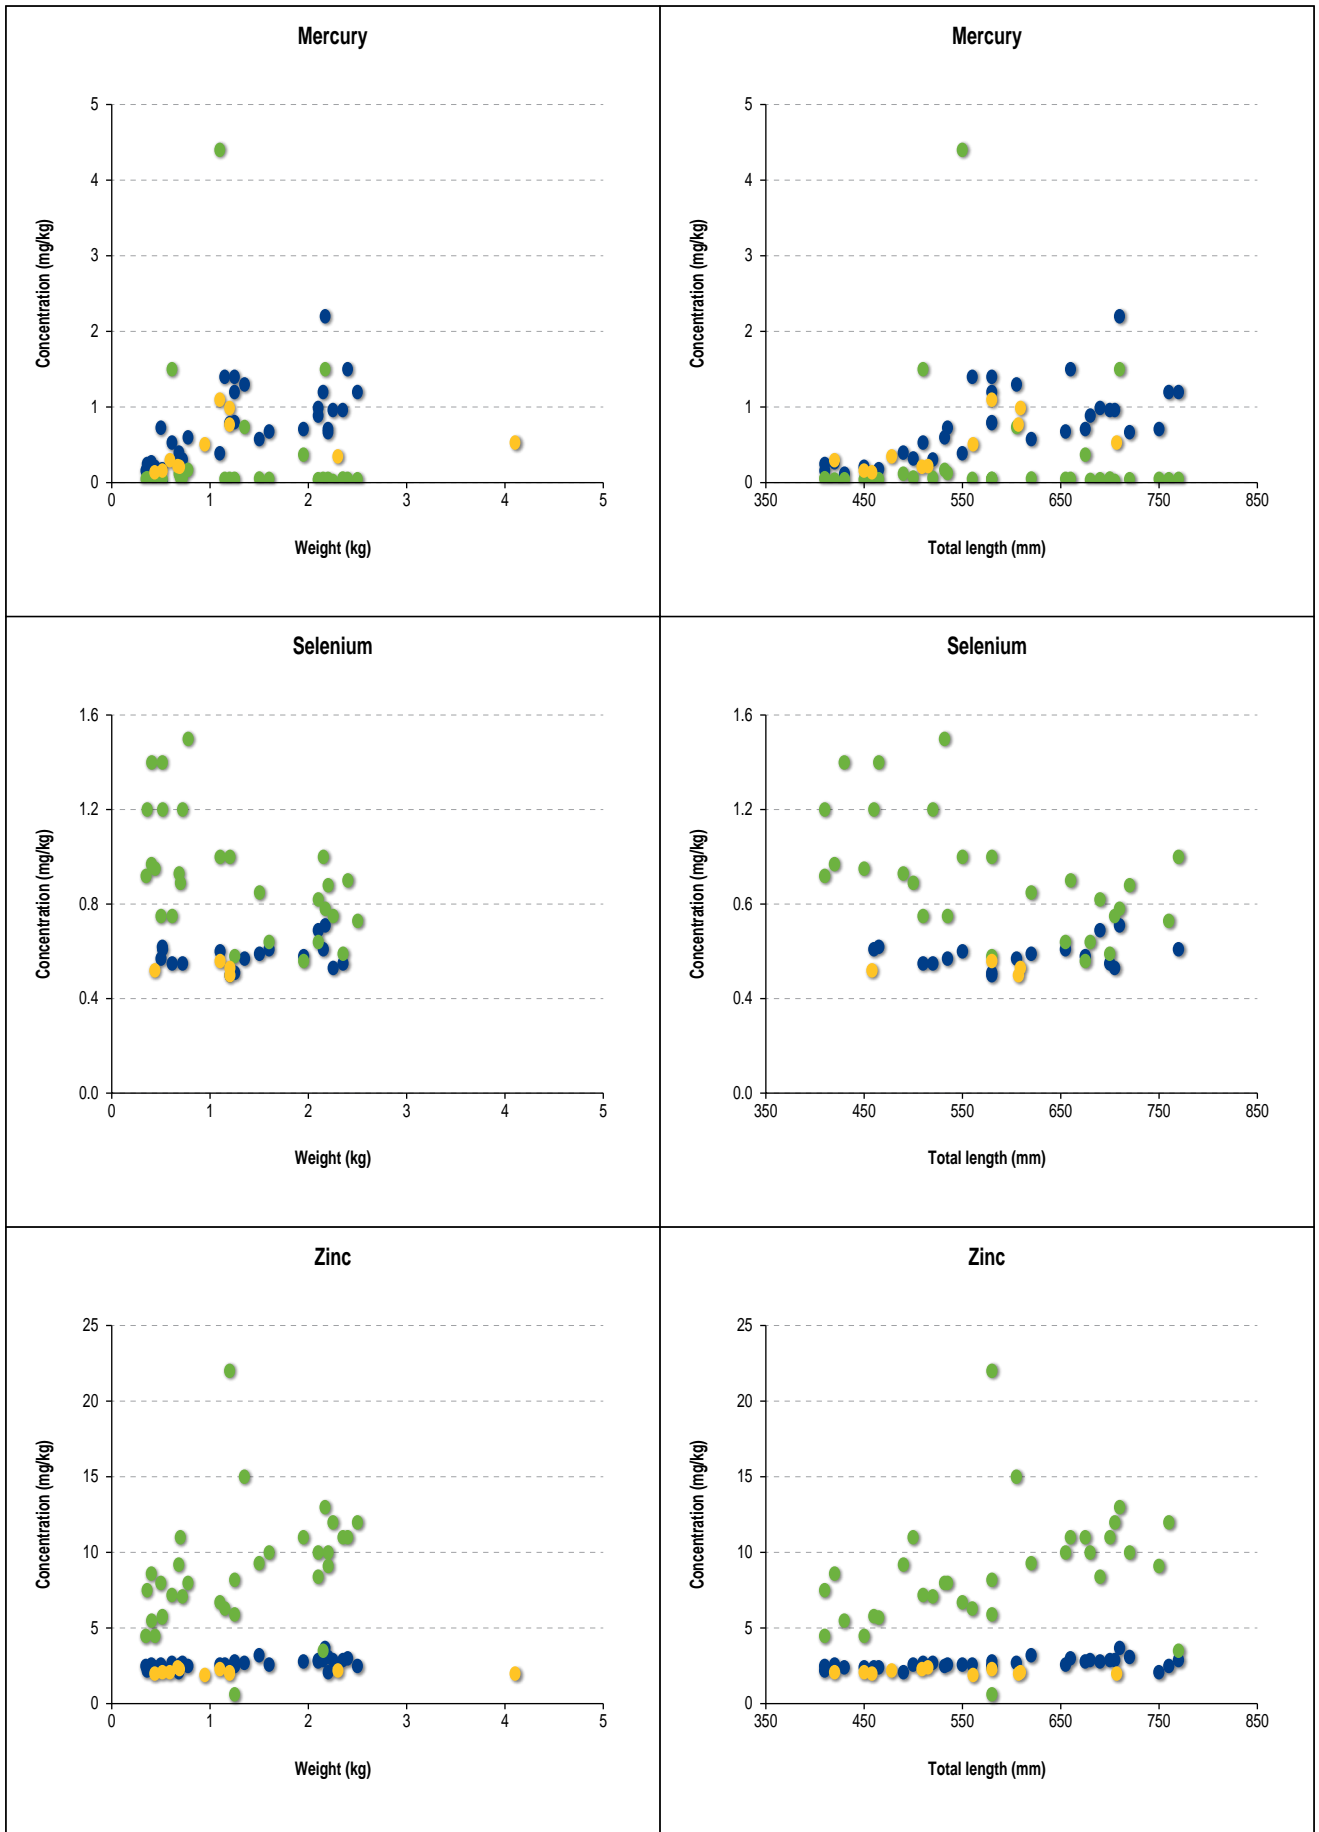 Mercury
5
4
3
2
1
0
0 1 2 3 4 5
Concentration (mg/kg)
Weight (kg)
Mercury
5
4
3
2
1
0
350 450 550 650 750 850
Concentration (mg/kg)
Total length (mm)
Selenium
1.6
1.2
0.8
0.4
0.0
0 1 2 3 4 5
Concentration (mg/kg)
Weight (kg)
Selenium
1.6
1.2
0.8
0.4
0.0
350 450 550 650 750 850
Concentration (mg/kg)
Total length (mm)
Zinc
25
20
15
10
5
0
0 1 2 3 4 5
Concentration (mg/kg)
Weight (kg)
Zinc
25
20
15
10
5
0
350 450 550 650 750 850
Concentration (mg/kg)
Total length (mm)